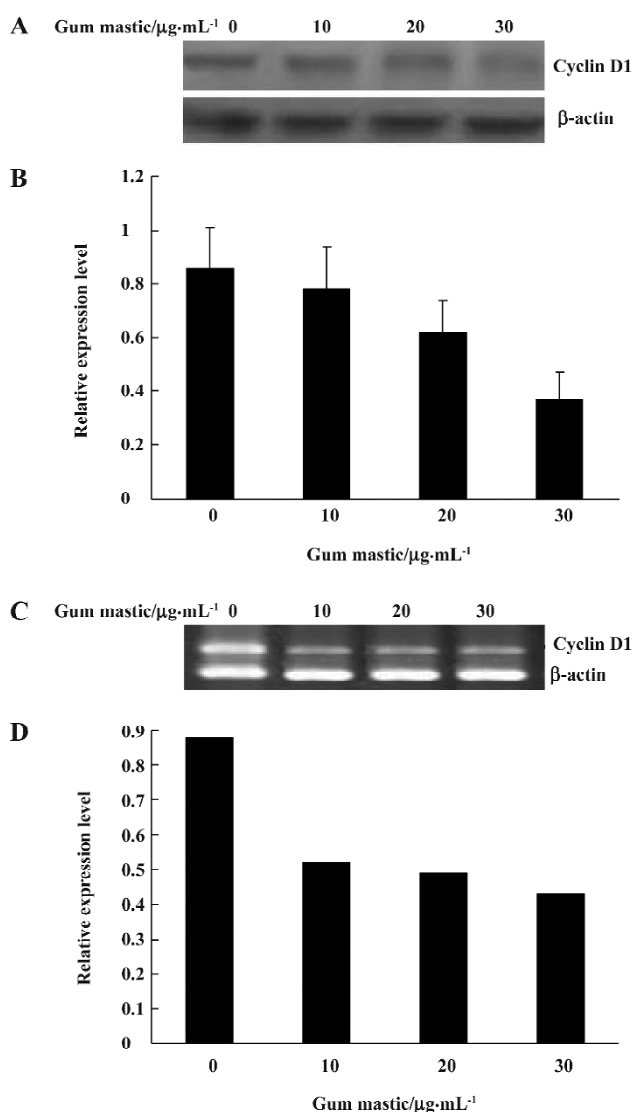 A
Gum mastic/μg·mL⁻¹ 0 10 20 30
Cyclin D1
β-actin
B
Relative expression level
1.2
1
0.8
0.6
0.4
0.2
0
0 10 20 30
Gum mastic/μg·mL⁻¹
C
Gum mastic/μg·mL⁻¹ 0 10 20 30
Cyclin D1
β-actin
D
Relative expression level
0.9
0.8
0.7
0.6
0.5
0.4
0.3
0.2
0.1
0
0 10 20 30
Gum mastic/μg·mL⁻¹